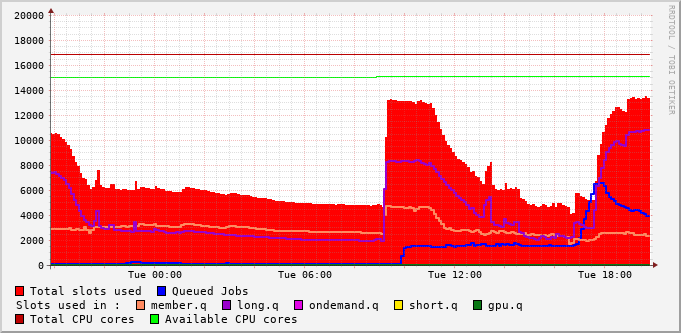 20000
18000
16000
14000
12000
10000
8000
6000
4000
2000
0
Tue 00:00 Tue 06:00 Tue 12:00 Tue 18:00
RRDTOOL / TOBI OETIKER
Total slots used Queued Jobs
Slots used in : member.q long.q ondemand.q short.q gpu.q
Total CPU cores Available CPU cores